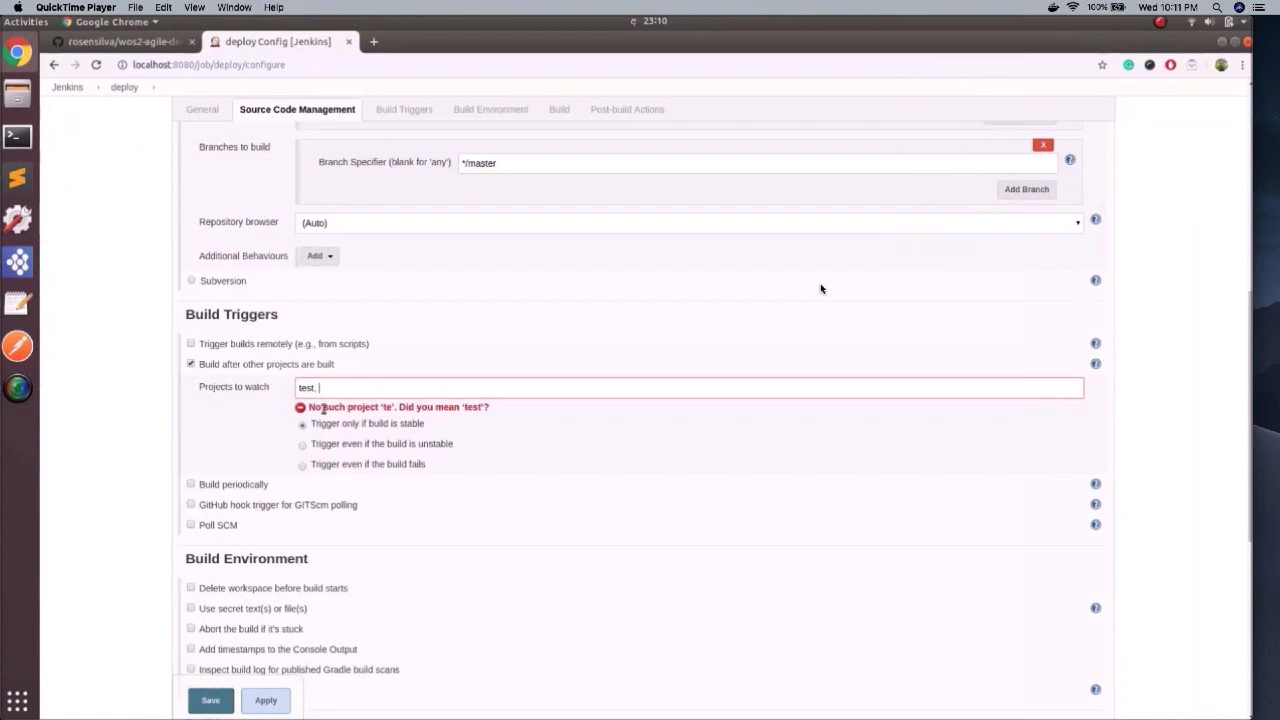 QuickTime Player File Edit View Window Help 100% Wed 10:11 PM
Activities Google Chrome 23:10
rosensilva/wos2-agile-de deploy Config [Jenkins]
localhost:8080/job/deploy/configure
Jenkins deploy
General Source Code Management Build Triggers Build Environment Build Post-build Actions
Branches to build X
Branch Specifier (blank for 'any') */master
Add Branch
Repository browser (Auto)
Additional Behaviours Add
Subversion
Build Triggers
Trigger builds remotely (e.g., from scripts)
Build after other projects are built
Projects to watch test,
No such project ‘te’. Did you mean ‘test’?
Trigger only if build is stable
Trigger even if the build is unstable
Trigger even if the build fails
Build periodically
GitHub hook trigger for GITScm polling
Poll SCM
Build Environment
Delete workspace before build starts
Use secret text(s) or file(s)
Abort the build if it's stuck
Add timestamps to the Console Output
Inspect build log for published Gradle build scans
Save Apply